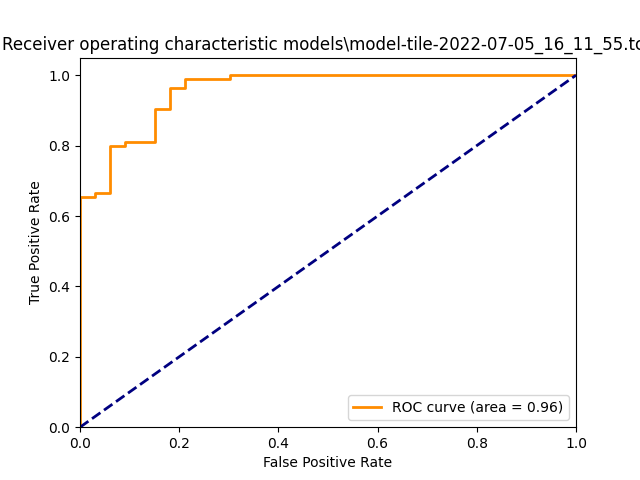 Receiver operating characteristic models\model-tile-2022-07-05_16_11_55.to
1.0
0.8
0.6
0.4
0.2
0.0
True Positive Rate
ROC curve (area = 0.96)
0.0 0.2 0.4 0.6 0.8 1.0
False Positive Rate